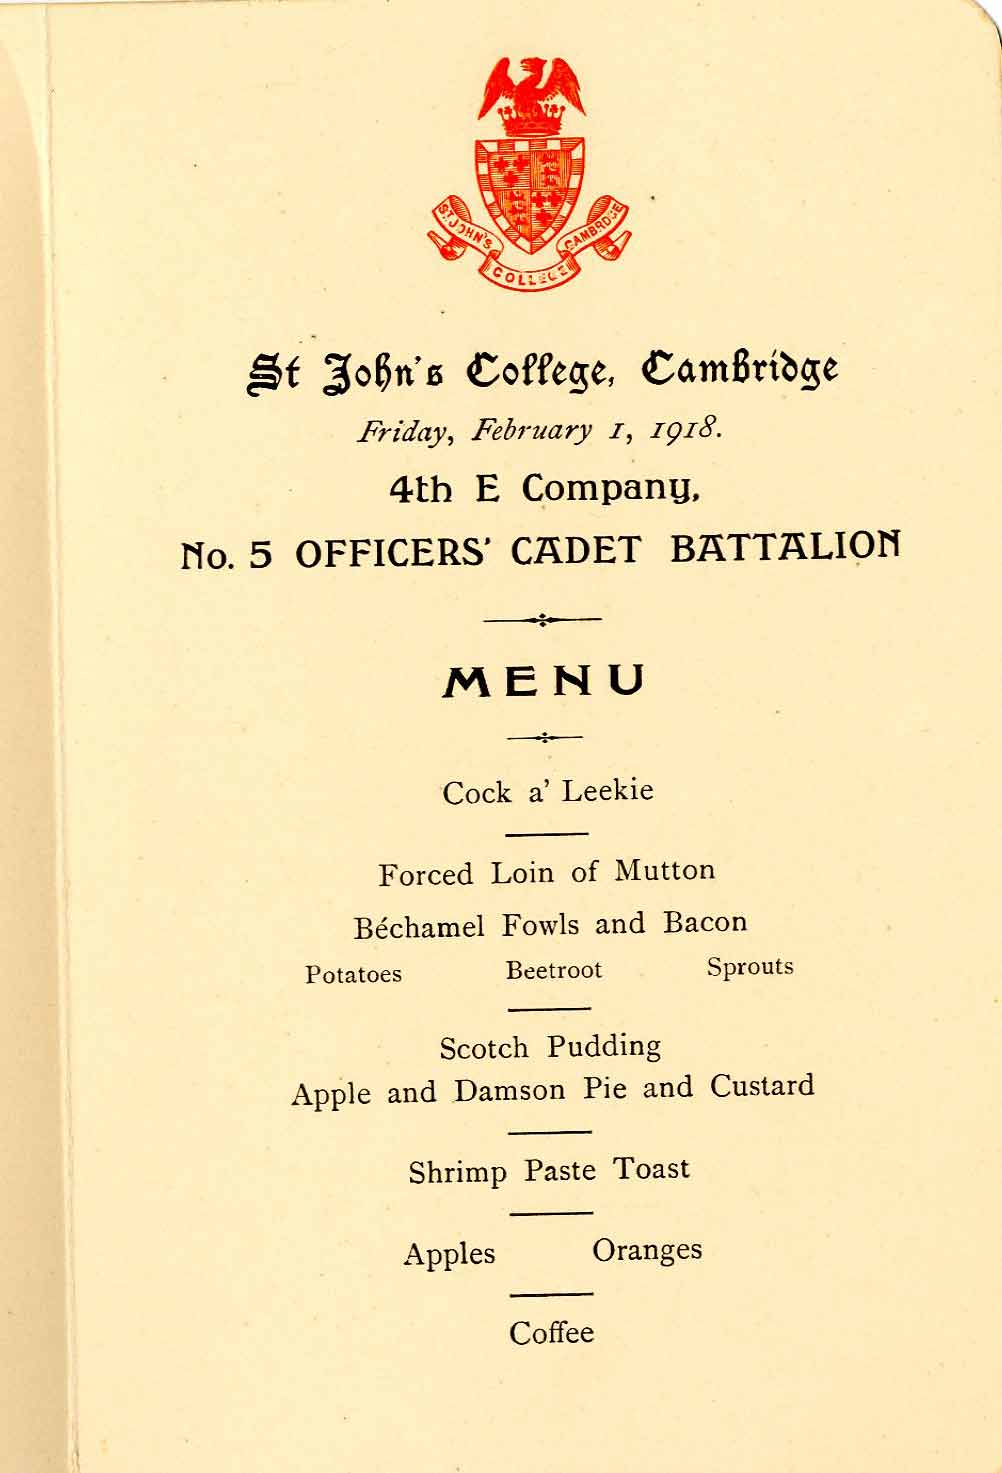 ST. JOHN'S COLLEGE CAMBRIDGE
St John's College, Cambridge
Friday, February 1, 1918.
4th E Company,
No. 5 OFFICERS' CADET BATTALION
MENU
Cock a' Leekie
Forced Loin of Mutton
Béchamel Fowls and Bacon
Potatoes Beetroot Sprouts
Scotch Pudding
Apple and Damson Pie and Custard
Shrimp Paste Toast
Apples Oranges
Coffee